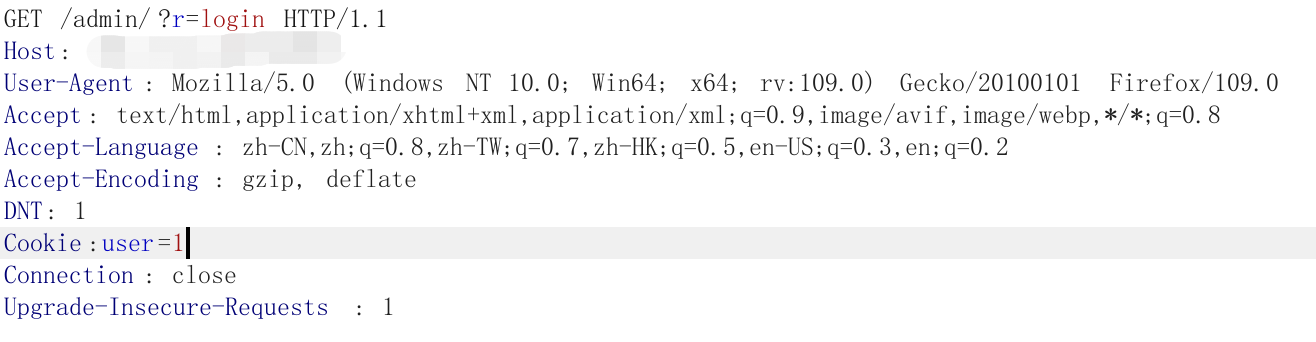 GET /admin/?r=login HTTP/1.1
Host:
User-Agent: Mozilla/5.0 (Windows NT 10.0; Win64; x64; rv:109.0) Gecko/20100101 Firefox/109.0
Accept: text/html,application/xhtml+xml,application/xml;q=0.9,image/avif,image/webp,*/*;q=0.8
Accept-Language: zh-CN,zh;q=0.8,zh-TW;q=0.7,zh-HK;q=0.5,en-US;q=0.3,en;q=0.2
Accept-Encoding: gzip, deflate
DNT: 1
Cookie:user=1
Connection: close
Upgrade-Insecure-Requests: 1